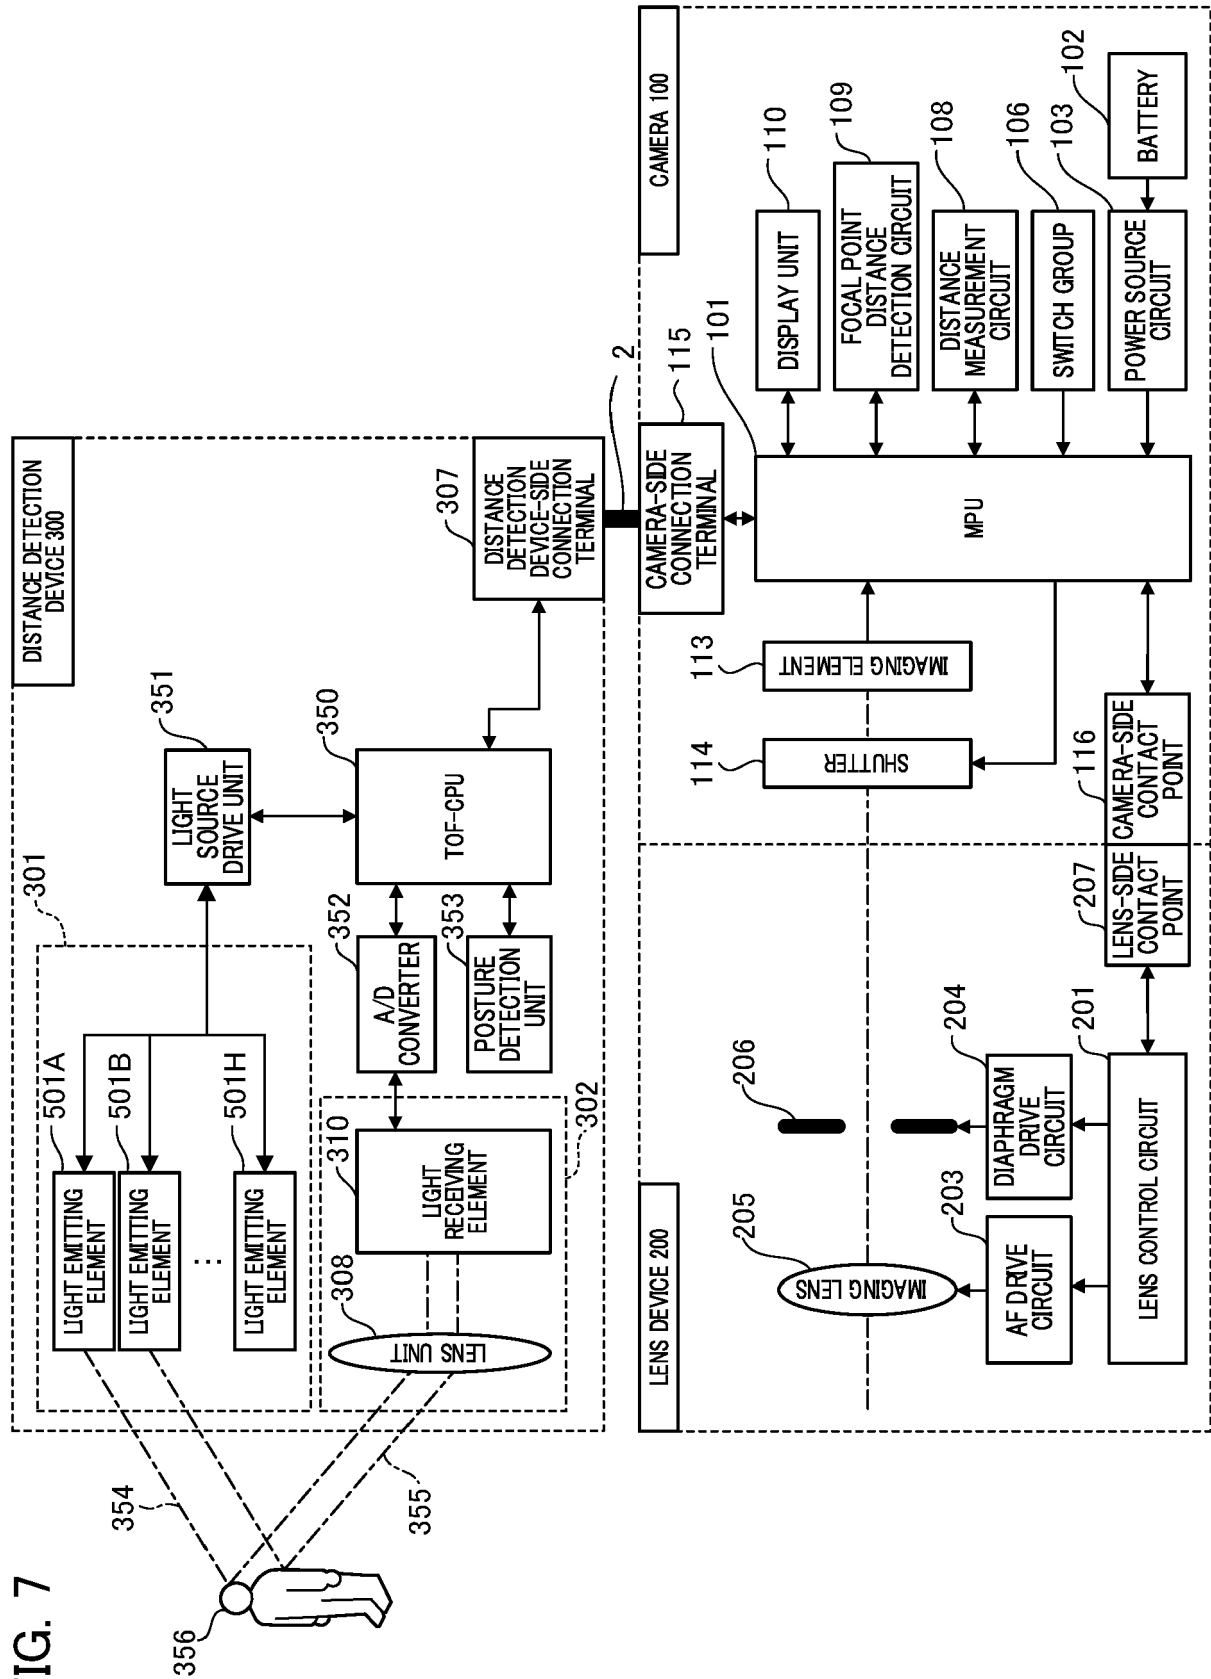 FIG. 7
DISTANCE DETECTION
DEVICE 300
301
354
356
355
501A
LIGHT EMITTING
ELEMENT
501B
LIGHT EMITTING
ELEMENT
...
501H
LIGHT EMITTING
ELEMENT
351
LIGHT
SOURCE
DRIVE UNIT
308
LENS UNIT
310
LIGHT
RECEIVING
ELEMENT
302
352
A/D
CONVERTER
353
POSTURE
DETECTION
UNIT
350
TOF-CPU
307
DISTANCE
DETECTION
DEVICE-SIDE
CONNECTION
TERMINAL
2
LENS DEVICE 200
205
IMAGING LENS
206
203
AF DRIVE
CIRCUIT
204
DIAPHRAGM
DRIVE
CIRCUIT
201
LENS CONTROL CIRCUIT
207
LENS-SIDE
CONTACT
POINT
CAMERA 100
116
CAMERA-SIDE
CONTACT
POINT
114
SHUTTER
113
IMAGING ELEMENT
115
CAMERA-SIDE
CONNECTION
TERMINAL
101
MPU
110
DISPLAY UNIT
109
FOCAL POINT
DISTANCE
DETECTION CIRCUIT
108
DISTANCE
MEASUREMENT
CIRCUIT
106
SWITCH GROUP
103
POWER SOURCE
CIRCUIT
102
BATTERY